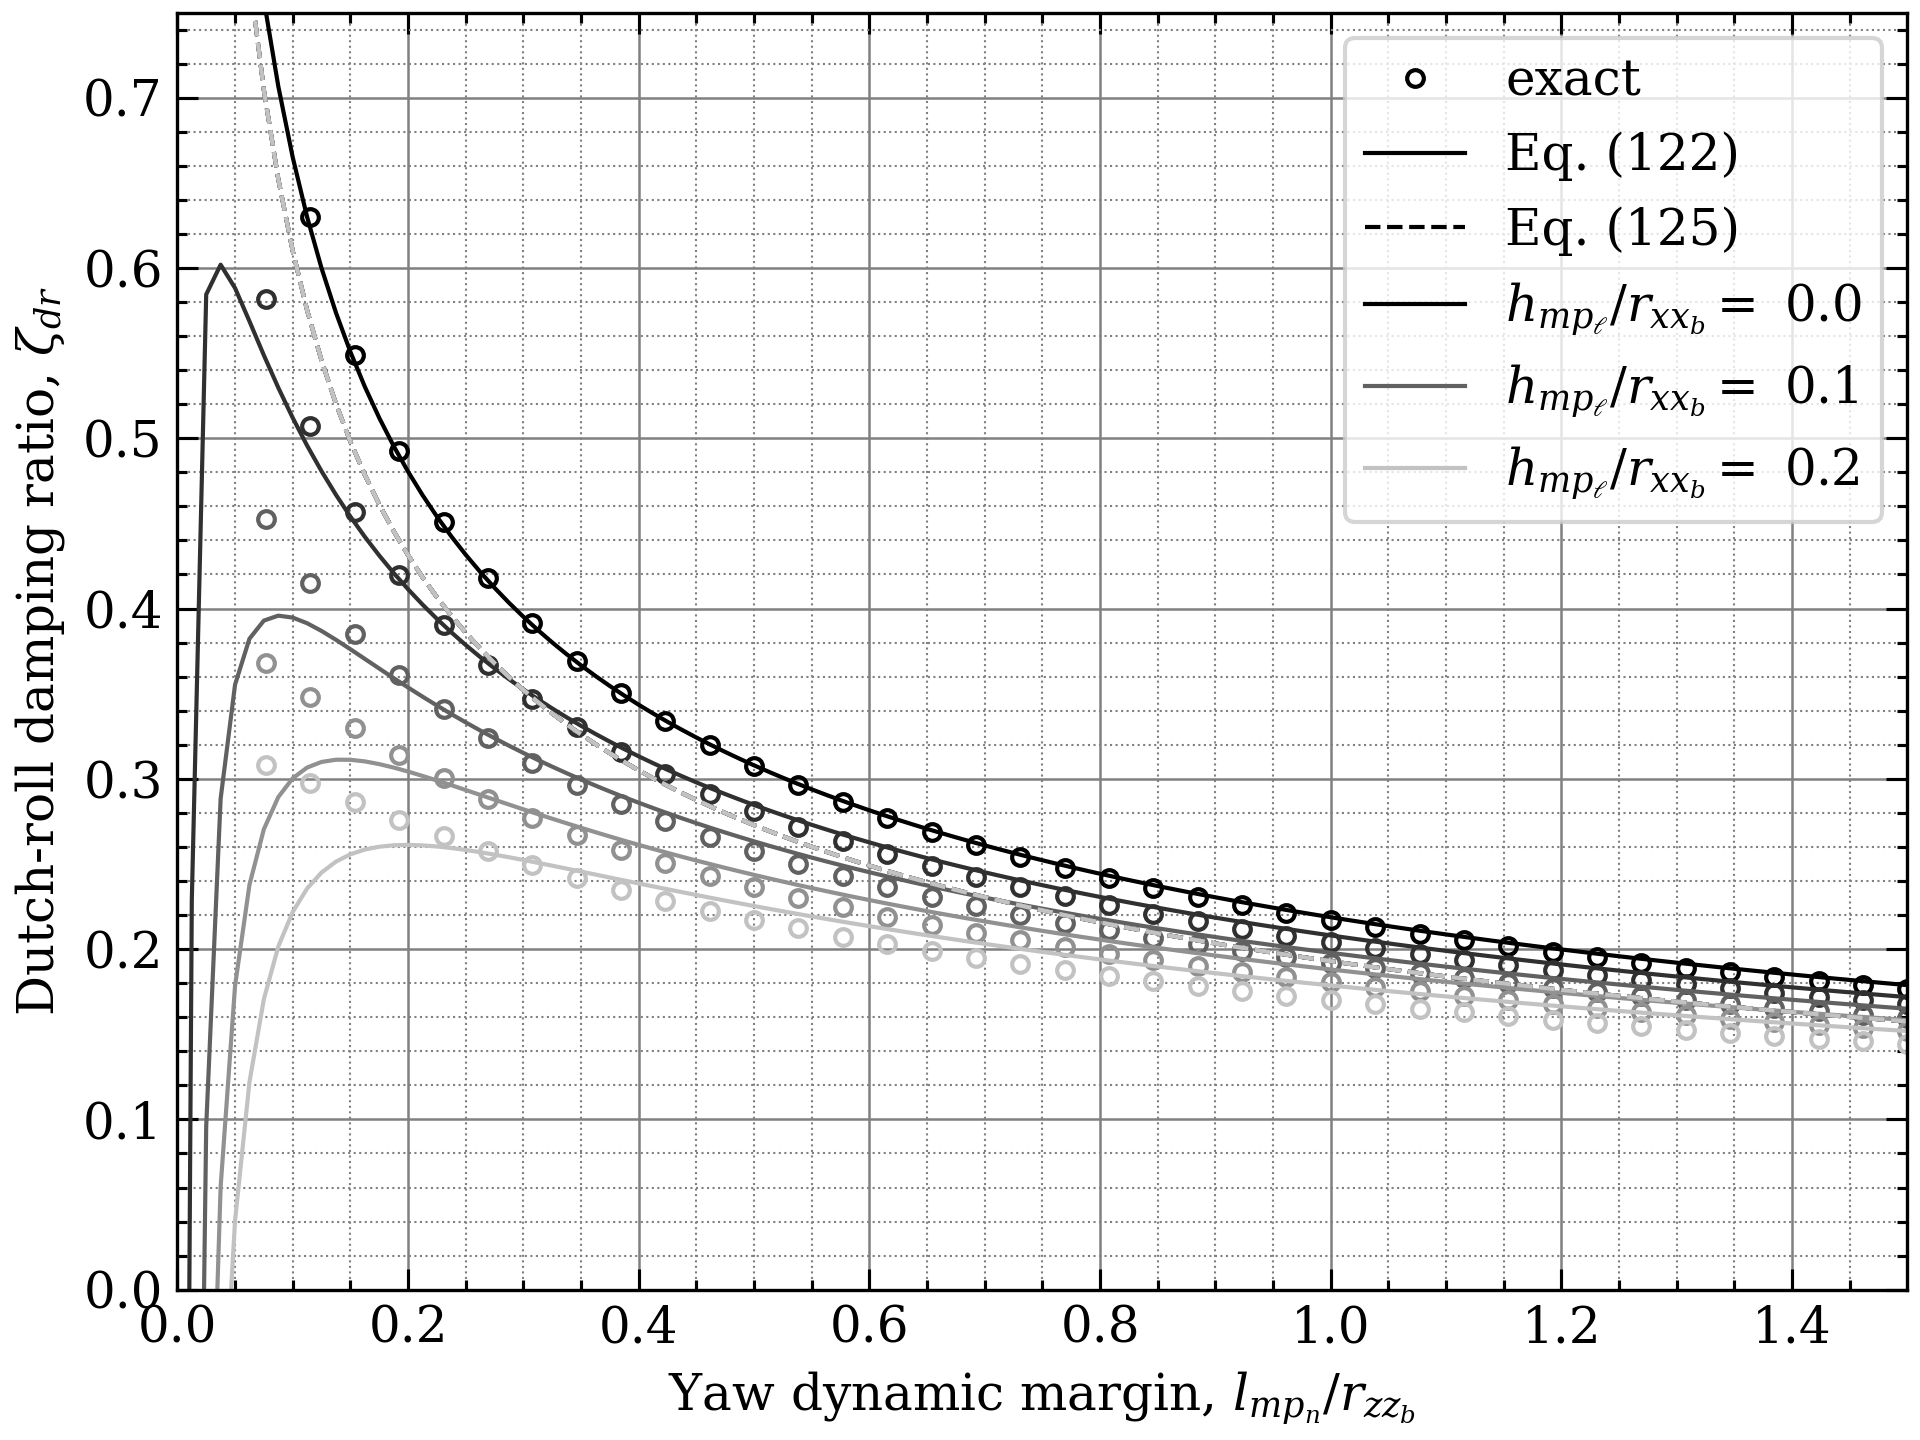 0.7
0.6
0.5
0.4
0.3
0.2
0.1
0.0
Dutch-roll damping ratio, ζ_dr
exact
Eq. (122)
Eq. (125)
h_{mp_ℓ}/r_{xx_b} = 0.0
h_{mp_ℓ}/r_{xx_b} = 0.1
h_{mp_ℓ}/r_{xx_b} = 0.2
0.0 0.2 0.4 0.6 0.8 1.0 1.2 1.4
Yaw dynamic margin, l_{mp_n}/r_{zz_b}